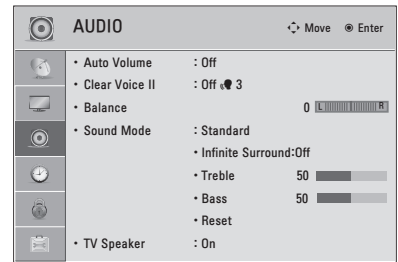 AUDIO Move Enter
• Auto Volume : Off
• Clear Voice II : Off 3
• Balance 0 L R
• Sound Mode : Standard
• Infinite Surround:Off
• Treble 50
• Bass 50
• Reset
• TV Speaker : On